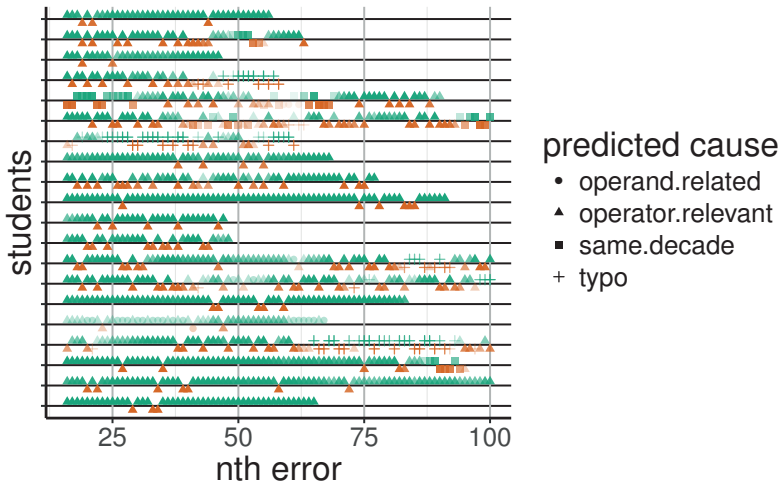 students
25
50
75
100
nth error
predicted cause
operand.related
operator.relevant
same.decade
typo